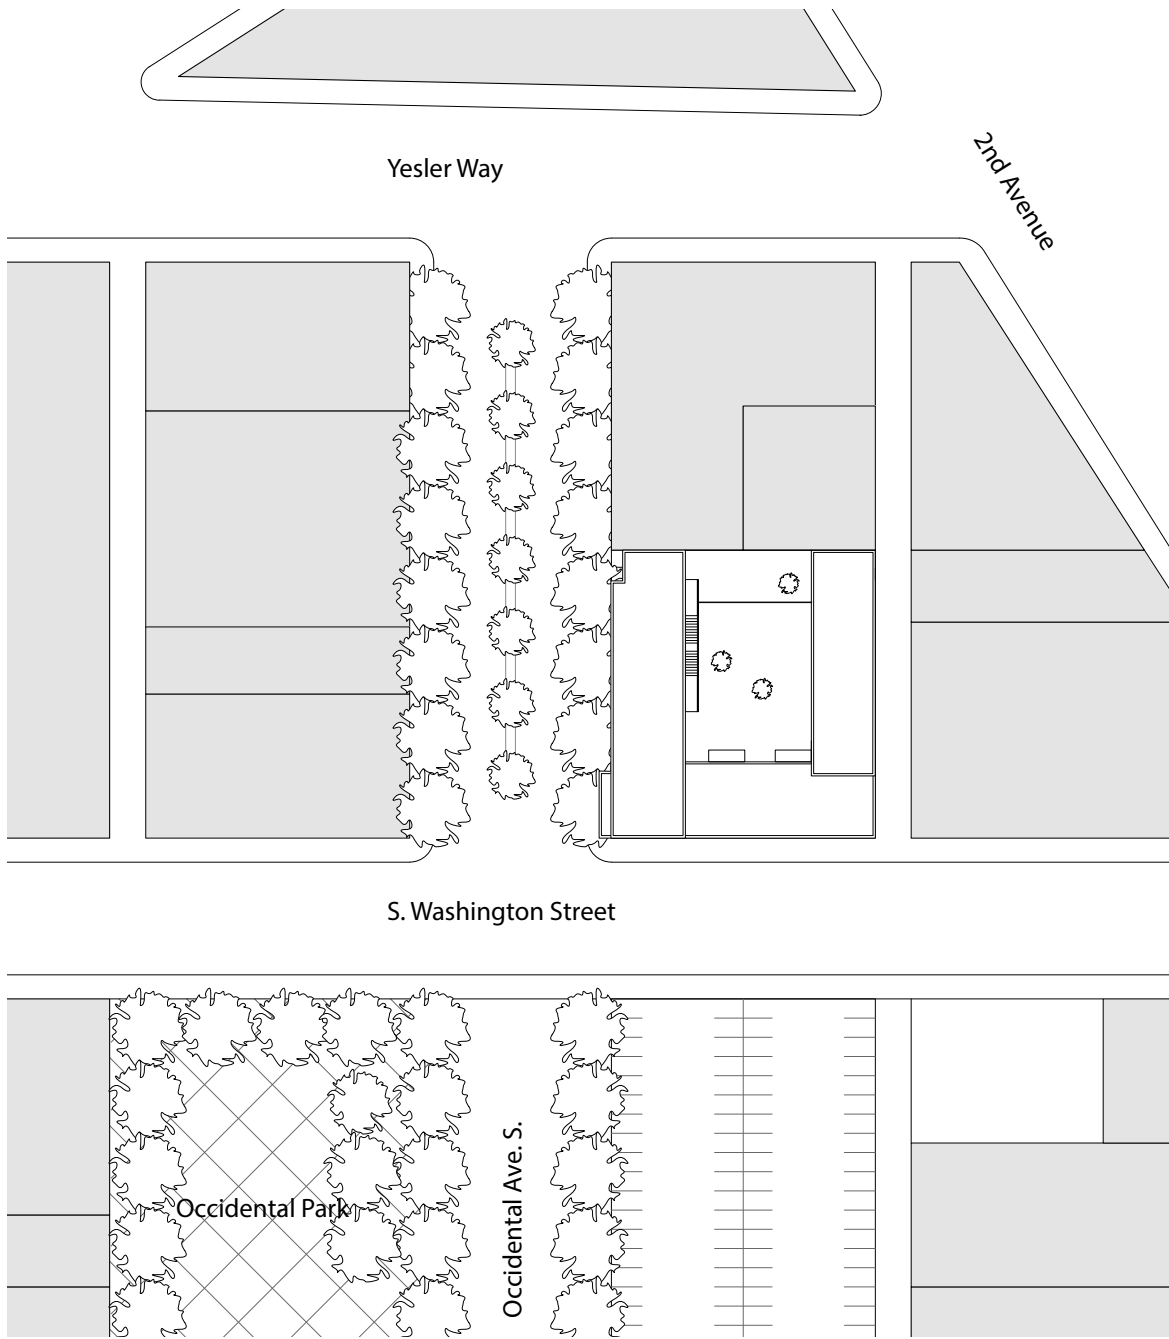 Yesler Way
2nd Avenue
S. Washington Street
Occidental Park
Occidental Ave. S.